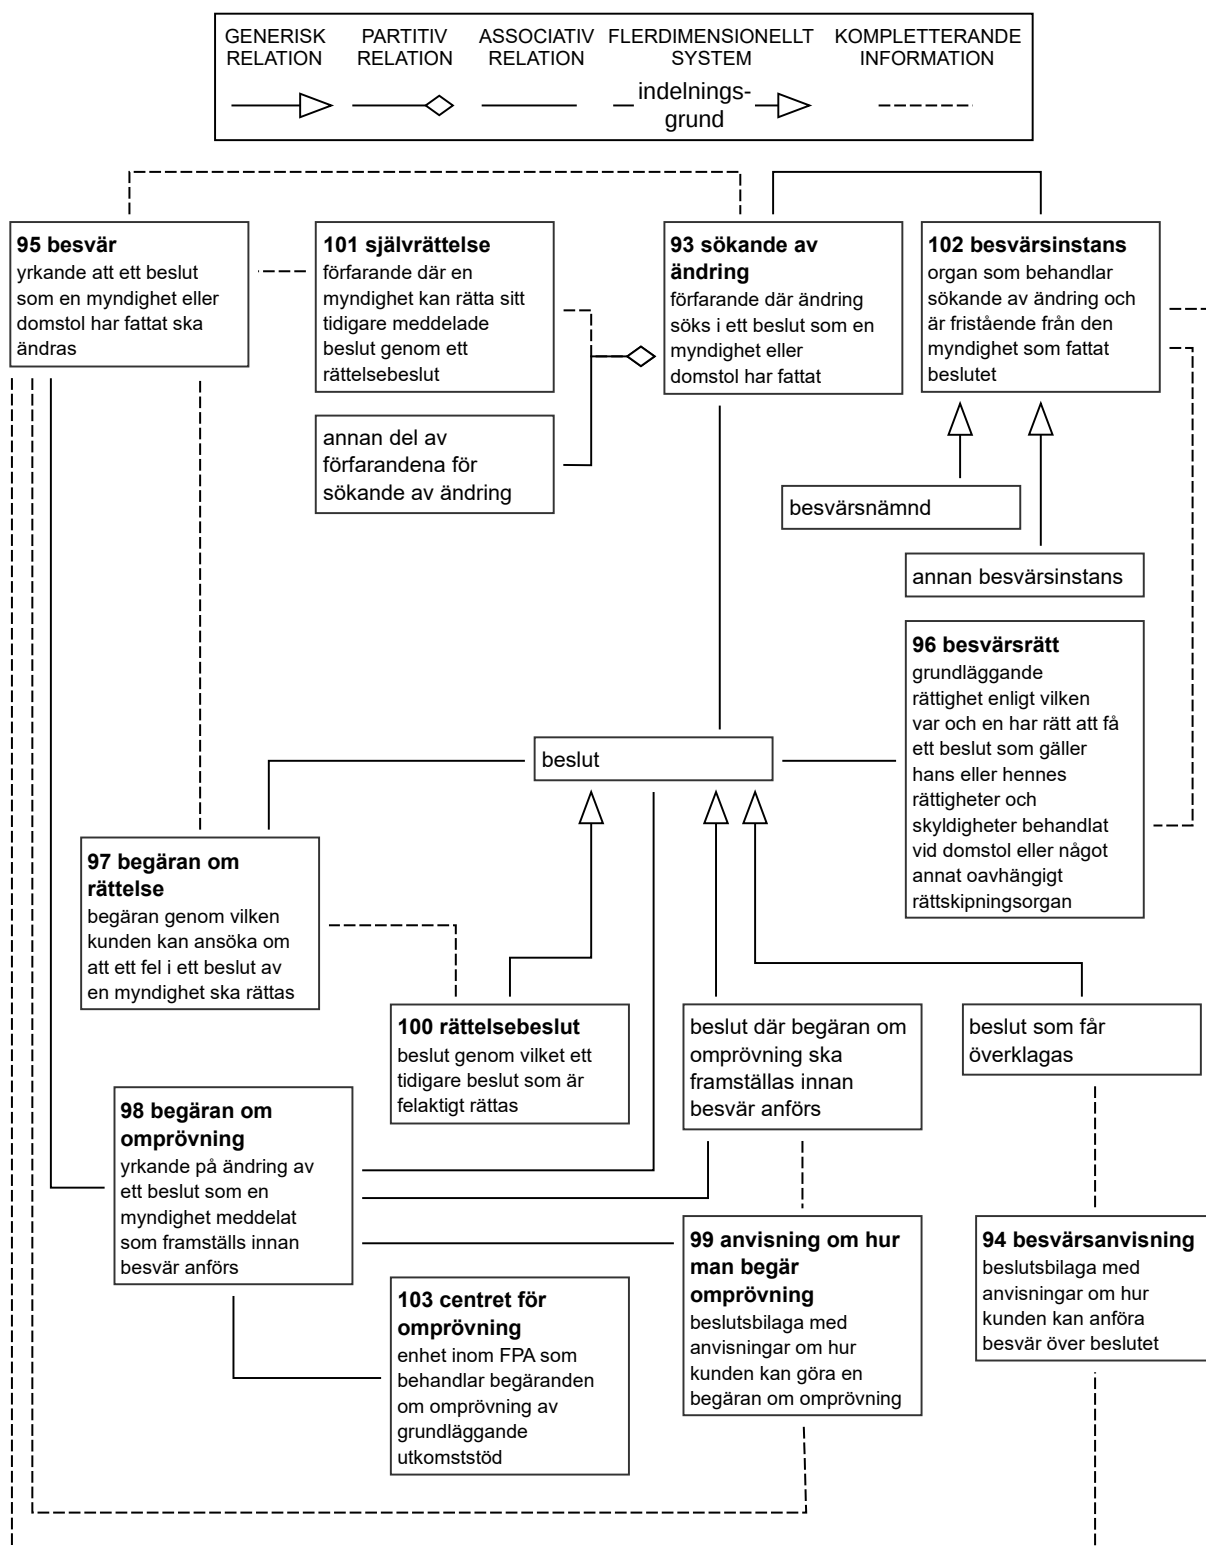 GENERISK
RELATION
PARTITIV
RELATION
ASSOCIATIV
RELATION
FLERDIMENSIONELLT
SYSTEM
KOMPLETTERANDE
INFORMATION
indelnings-
grund
95 besvär
yrkande att ett beslut
som en myndighet eller
domstol har fattat ska
ändras
101 självrättelse
förfarande där en
myndighet kan rätta sitt
tidigare meddelade
beslut genom ett
rättelsebeslut
93 sökande av
ändring
förfarande där ändring
söks i ett beslut som en
myndighet eller
domstol har fattat
102 besvärsinstans
organ som behandlar
sökande av ändring och
är fristående från den
myndighet som fattat
beslutet
annan del av
förfarandena för
sökande av ändring
besvärsnämnd
annan besvärsinstans
96 besvärsrätt
grundläggande
rättighet enligt vilken
var och en har rätt att få
ett beslut som gäller
hans eller hennes
rättigheter och
skyldigheter behandlat
vid domstol eller något
annat oavhängigt
rättskipningsorgan
beslut
97 begäran om
rättelse
begäran genom vilken
kunden kan ansöka om
att ett fel i ett beslut av
en myndighet ska rättas
100 rättelsebeslut
beslut genom vilket ett
tidigare beslut som är
felaktigt rättas
beslut där begäran om
omprövning ska
framställas innan
besvär anförs
beslut som får
överklagas
98 begäran om
omprövning
yrkande på ändring av
ett beslut som en
myndighet meddelat
som framställs innan
besvär anförs
99 anvisning om hur
man begär
omprövning
beslutsbilaga med
anvisningar om hur
kunden kan göra en
begäran om omprövning
94 besvärsanvisning
beslutsbilaga med
anvisningar om hur
kunden kan anföra
besvär över beslutet
103 centret för
omprövning
enhet inom FPA som
behandlar begäranden
om omprövning av
grundläggande
utkomststöd